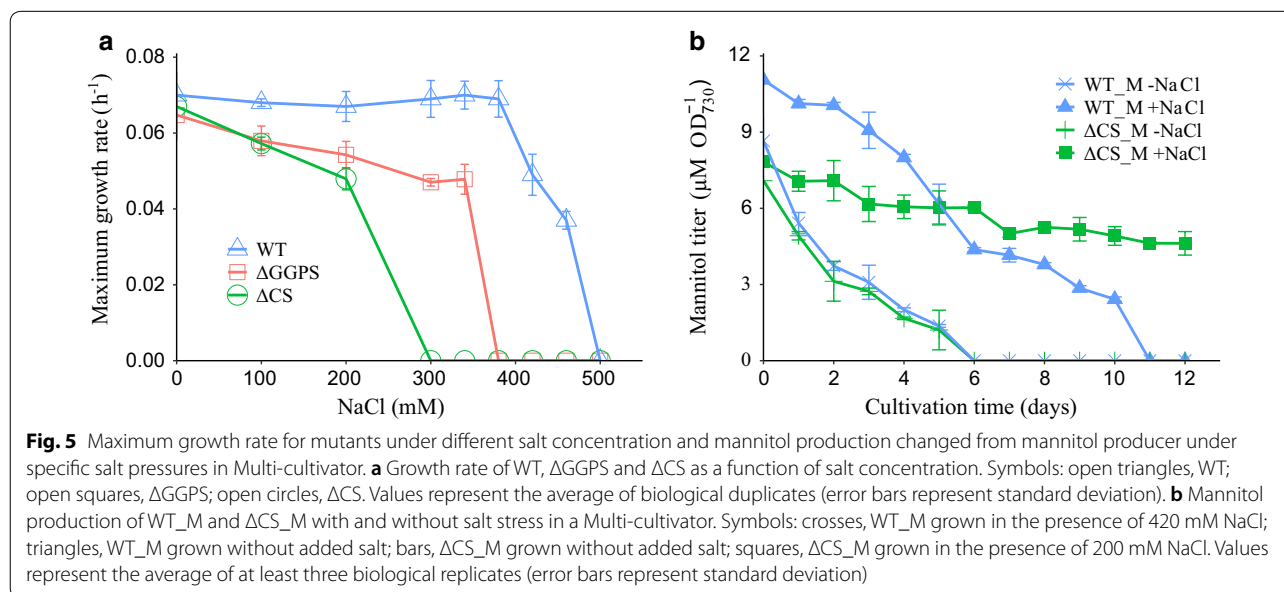 a
0.08
0.06
0.04
0.02
0.00
Maximum growth rate (h-1)
WT
ΔGGPS
ΔCS
0 100 200 300 400 500
NaCl (mM)
b
12
9
6
3
0
Mannitol titer (μM OD-1730)
WT_M -NaCl
WT_M +NaCl
ΔCS_M -NaCl
ΔCS_M +NaCl
0 2 4 6 8 10 12
Cultivation time (days)
Fig. 5 Maximum growth rate for mutants under different salt concentration and mannitol production changed from mannitol producer under
specific salt pressures in Multi-cultivator. a Growth rate of WT, ΔGGPS and ΔCS as a function of salt concentration. Symbols: open triangles, WT;
open squares, ΔGGPS; open circles, ΔCS. Values represent the average of biological duplicates (error bars represent standard deviation). b Mannitol
production of WT_M and ΔCS_M with and without salt stress in a Multi-cultivator. Symbols: crosses, WT_M grown in the presence of 420 mM NaCl;
triangles, WT_M grown without added salt; bars, ΔCS_M grown without added salt; squares, ΔCS_M grown in the presence of 200 mM NaCl. Values
represent the average of at least three biological replicates (error bars represent standard deviation)